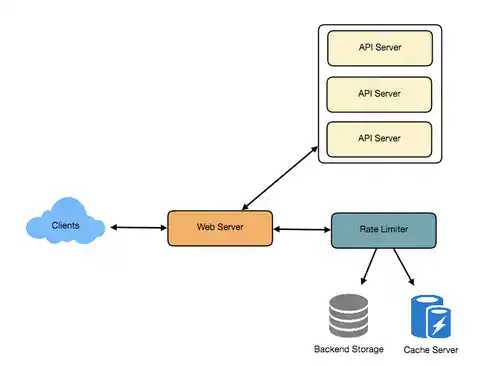 API Server
API Server
API Server
Clients
Web Server
Rate Limiter
Backend Storage
Cache Server